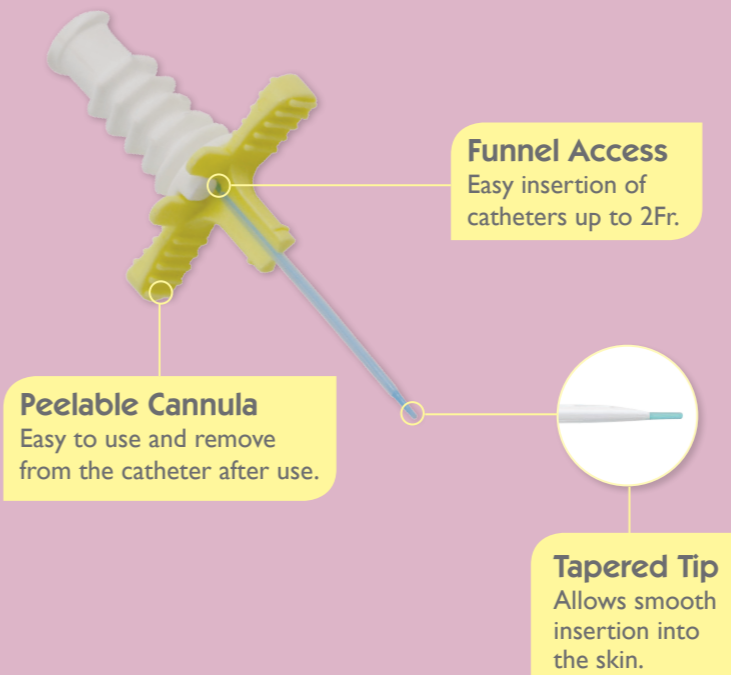 Funnel Access
Easy insertion of
catheters up to 2Fr.
Peelable Cannula
Easy to use and remove
from the catheter after use.
Tapered Tip
Allows smooth
insertion into
the skin.